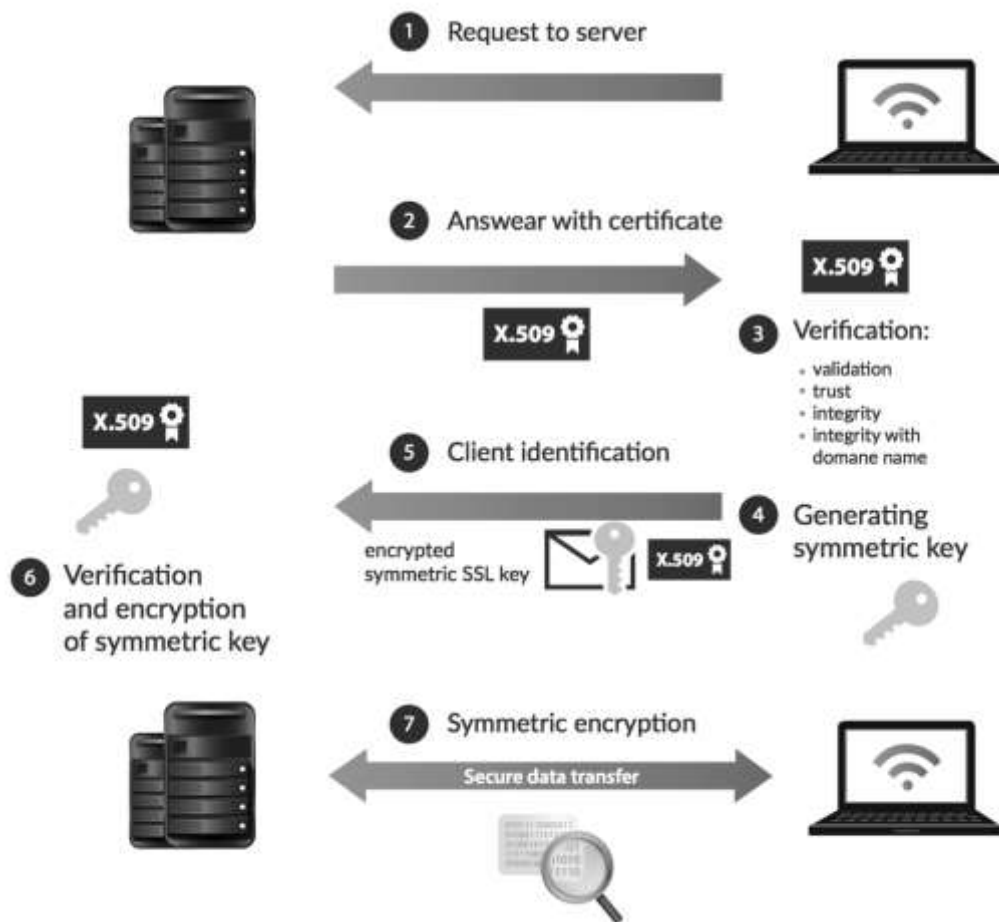 1 Request to server
2 Answear with certificate
X.509
X.509
3 Verification:
• validation
• trust
• integrity
• integrity with
domane name
X.509
5 Client identification
encrypted
symmetric SSL key
X.509
4 Generating
symmetric key
6 Verification
and encryption
of symmetric key
7 Symmetric encryption
Secure data transfer